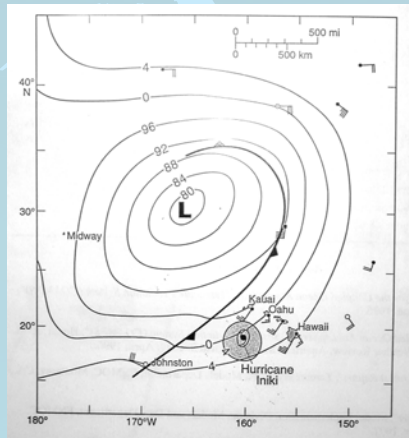 0 500 mi
0 500 km
4
40°
N
0
96
92
88
84
80
30°
L
Midway
Kauai
Oahu
20°
Hawaii
0
Johnston
4
Hurricane
Iniki
180° 170°W 160° 150°